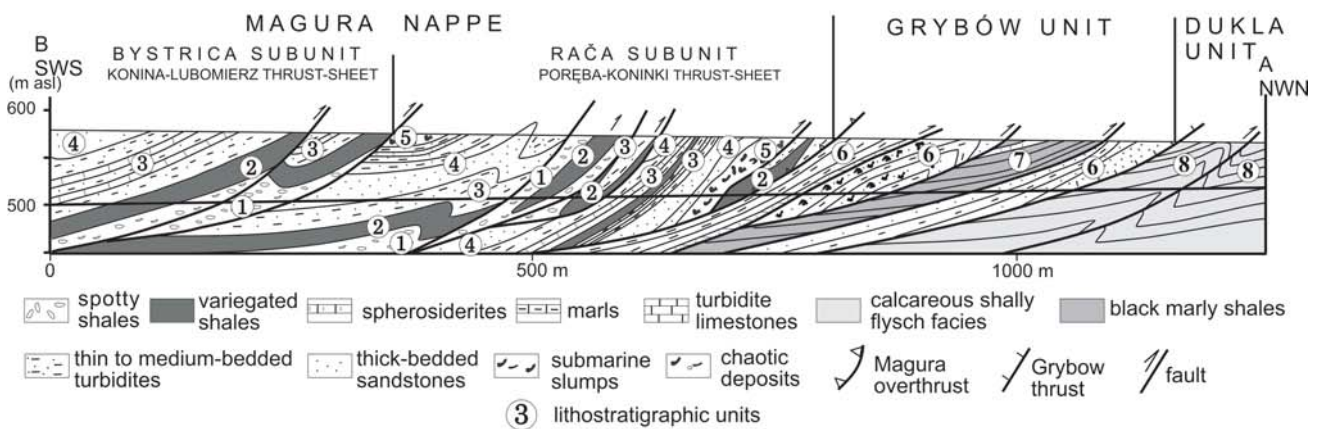 MAGURA NAPPE
GRYBÓW UNIT
DUKLA
UNIT
B
SWS
(m asl)
BYSTRICA SUBUNIT
KONINA-LUBOMIERZ THRUST-SHEET
RAČA SUBUNIT
PORĘBA-KONINKI THRUST-SHEET
A
NWN
600
500
4 3 2 3 1 5 4 3 2 1 4 1 2 3 4 2 3 3 4 5 2 6 6 7 6 8 8
0 500 m 1000 m
spotty
shales
variegated
shales
spherosiderites
marls
turbidite
limestones
calcareous shally
flysch facies
black marly shales
thin to medium-bedded
turbidites
thick-bedded
sandstones
submarine
slumps
chaotic
deposits
Magura
overthrust
Grybow
thrust
fault
3 lithostratigraphic units